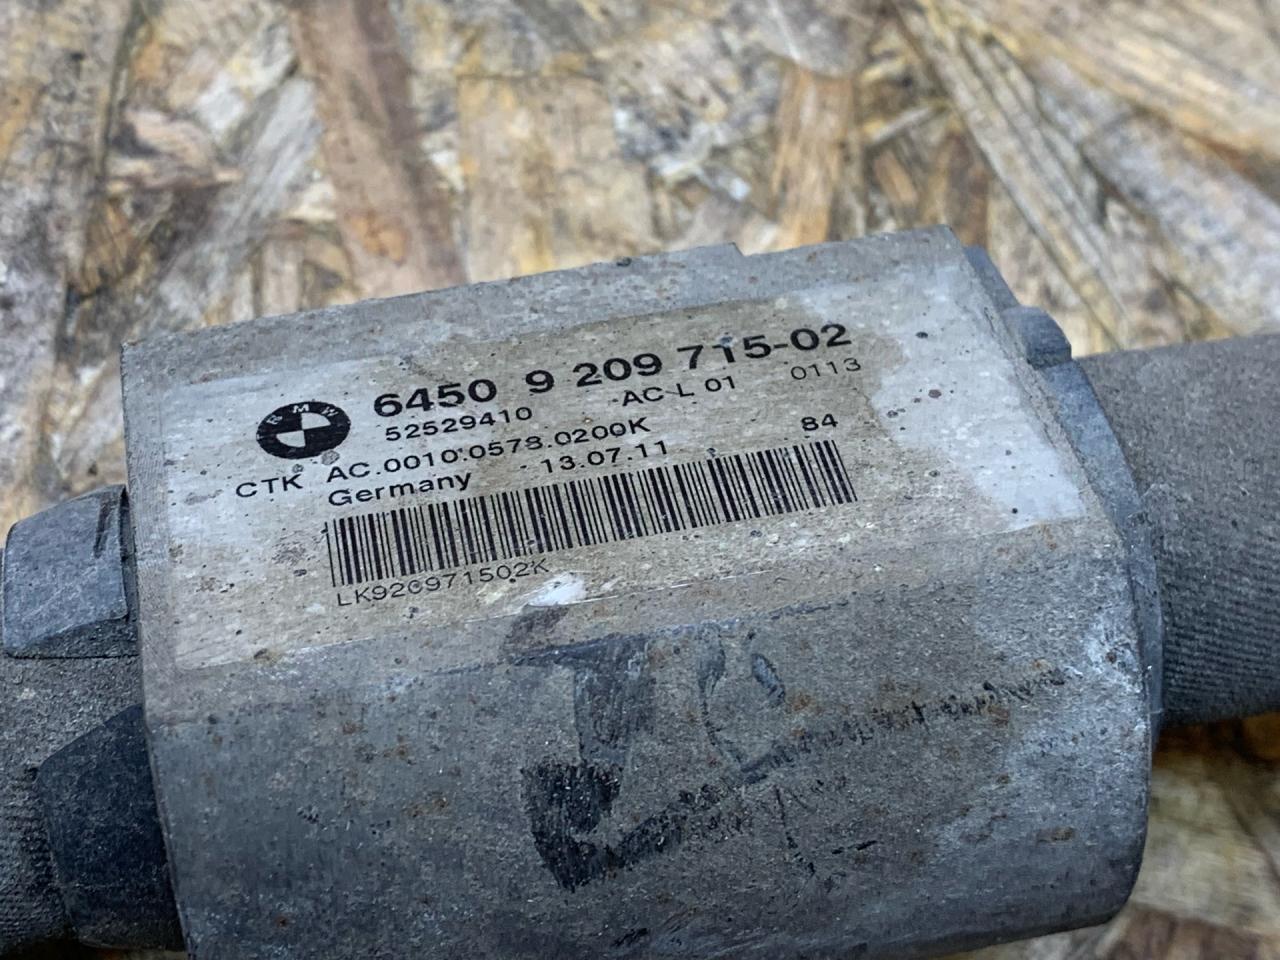 BMW
6450 9 209 715-02
52529410 AC-L 01 0113
CTK AC.0010.0578.0200K 84
Germany 13.07.11
LK920971502K